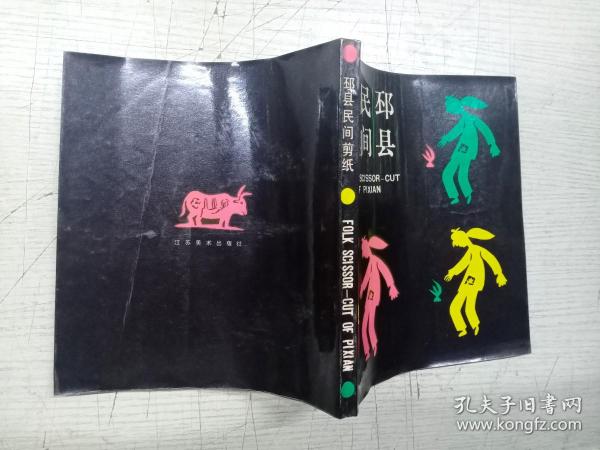 江苏美术出版社
邳县民间剪纸
FOLK SCISSOR-CUT OF PIXIAN
邳县
民间
SCISSOR-CUT
OF PIXIAN
孔夫子旧书网
www.kongfz.com